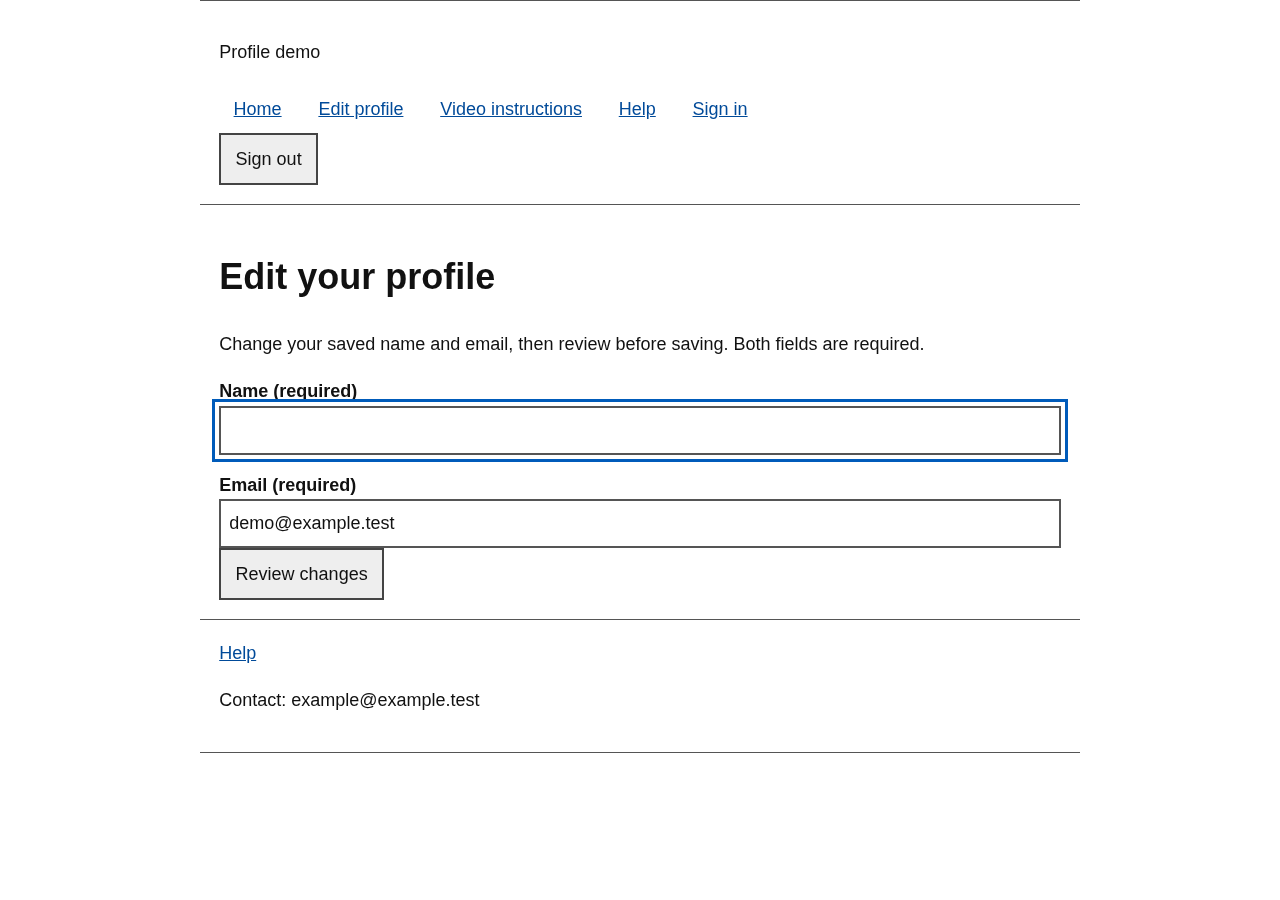 Profile demo
Home Edit profile Video instructions Help Sign in
Sign out
Edit your profile
Change your saved name and email, then review before saving. Both fields are required.
Name (required)
Email (required)
demo@example.test
Review changes
Help
Contact: example@example.test